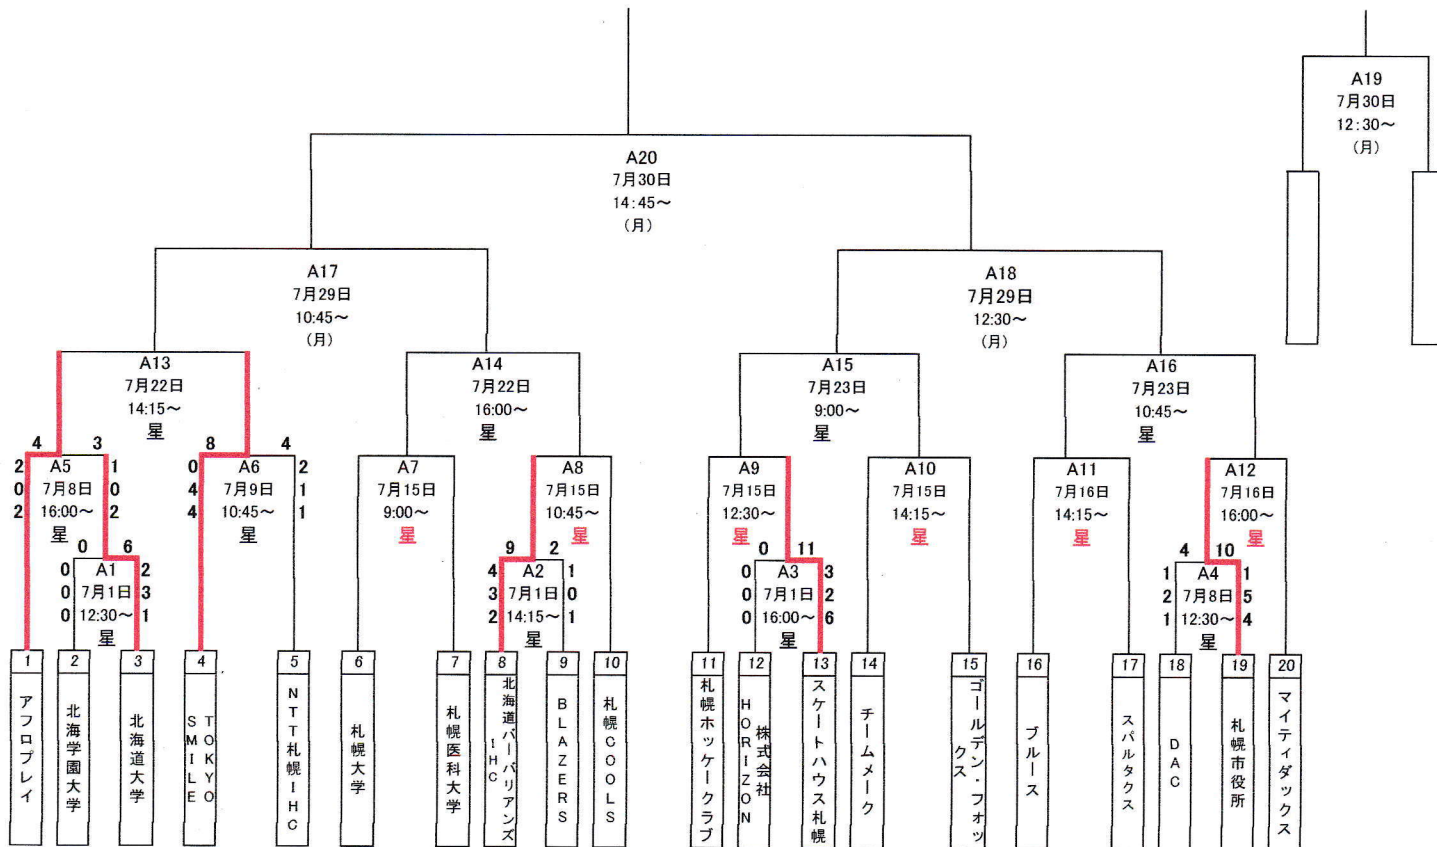 A19
7月30日
12:30～
(月)
A20
7月30日
14:45～
(月)
A17
7月29日
10:45～
(月)
A18
7月29日
12:30～
(月)
A13
7月22日
14:15～
星
A14
7月22日
16:00～
星
A15
7月23日
9:00～
星
A16
7月23日
10:45～
星
4 3
2 0 2
A5
7月8日
16:00～
星
1 0 2
8 4
0 4 4
A6
7月9日
10:45～
星
2 1 1
A7
7月15日
9:00～
星
A8
7月15日
10:45～
星
A9
7月15日
12:30～
星
A10
7月15日
14:15～
星
A11
7月16日
14:15～
星
A12
7月16日
16:00～
星
0 6
0 0 0
A1
7月1日
12:30～
星
2 3 1
9 2
4 3 2
A2
7月1日
14:15～
星
1 0 1
0 11
0 0 0
A3
7月1日
16:00～
星
3 2 6
4 10
1 2 1
A4
7月8日
12:30～
星
1 5 4
1
アフロプレイ
2
北海学園大学
3
北海道大学
4
TOKYO
SMILE
5
NTT札幌IHC
6
札幌大学
7
札幌医科大学
8
北海道バーバリアンズ
IHC
9
BLAZERS
10
札幌COOLS
11
札幌ホッケークラブ
12
株式会社
HORIZON
13
スケートハウス札幌
14
チームメーク
15
ゴールデン・フォッ
クス
16
ブルース
17
スパルタクス
18
DAC
19
札幌市役所
20
マイティダックス